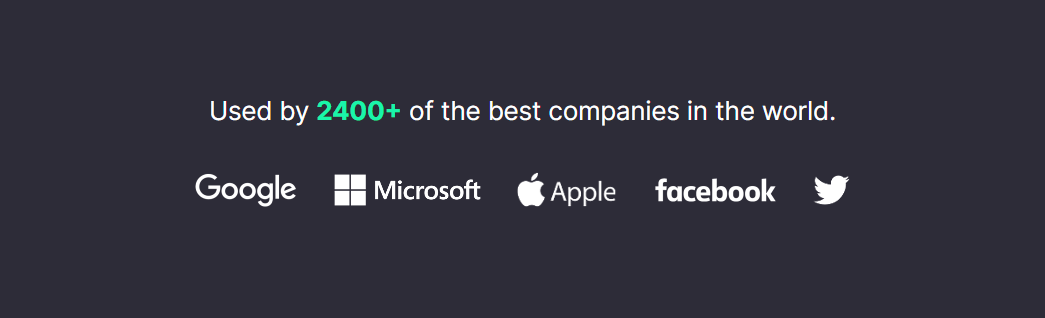 Used by 2400+ of the best companies in the world.
Google Microsoft Apple facebook